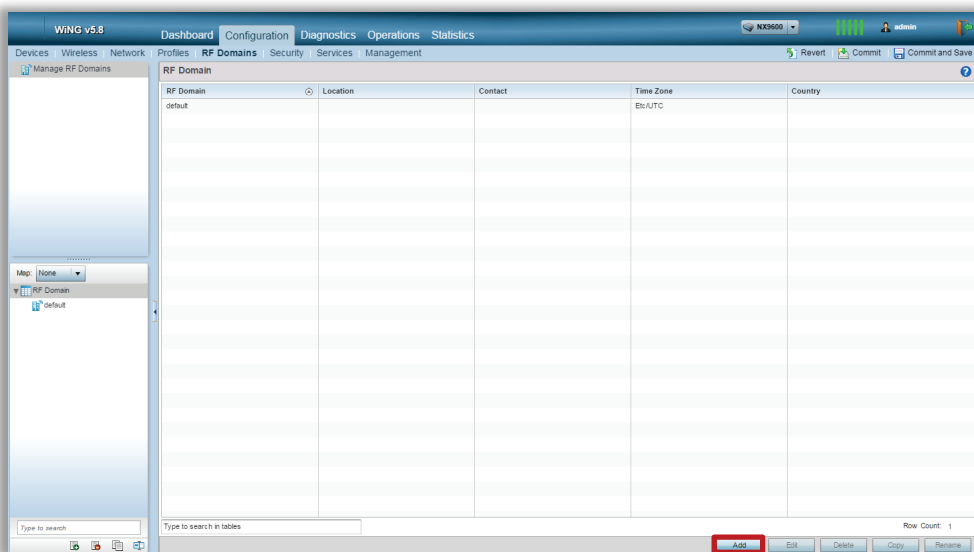 WiNG v5.8
Dashboard Configuration Diagnostics Operations Statistics
NX9600
admin
Devices Wireless Network Profiles RF Domains Security Services Management
Revert Commit Commit and Save
Manage RF Domains
RF Domain
RF Domain Location Contact Time Zone Country
default Etc/UTC
Map: None
RF Domain
default
Type to search
Type to search in tables
Row Count: 1
Add Edit Delete Copy Rename